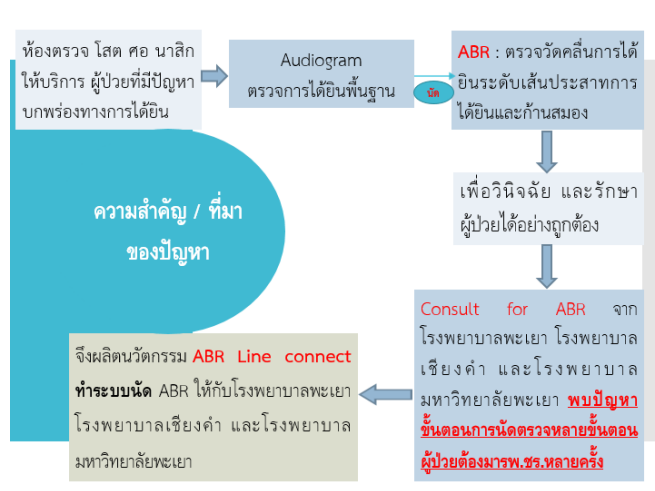 ห้องตรวจ โสต ศอ นาสิก
ให้บริการ ผู้ป่วยที่มีปัญหา
บกพร่องทางการได้ยิน
Audiogram
ตรวจการได้ยินพื้นฐาน
นัด
ABR : ตรวจวัดคลื่นการได้
ยินระดับเส้นประสาทการ
ได้ยินและก้านสมอง
เพื่อวินิจฉัย และรักษา
ผู้ป่วยได้อย่างถูกต้อง
ความสำคัญ / ที่มา
ของปัญหา
Consult for ABR จาก
โรงพยาบาลพะเยา โรงพยาบาล
เชียงคำ และโรงพยาบาล
มหาวิทยาลัยพะเยา พบปัญหา
ขั้นตอนการนัดตรวจหลายขั้นตอน
ผู้ป่วยต้องมารพ.ชร.หลายครั้ง
จึงผลิตนวัตกรรม ABR Line connect
ทำระบบนัด ABR ให้กับโรงพยาบาลพะเยา
โรงพยาบาลเชียงคำ และโรงพยาบาล
มหาวิทยาลัยพะเยา